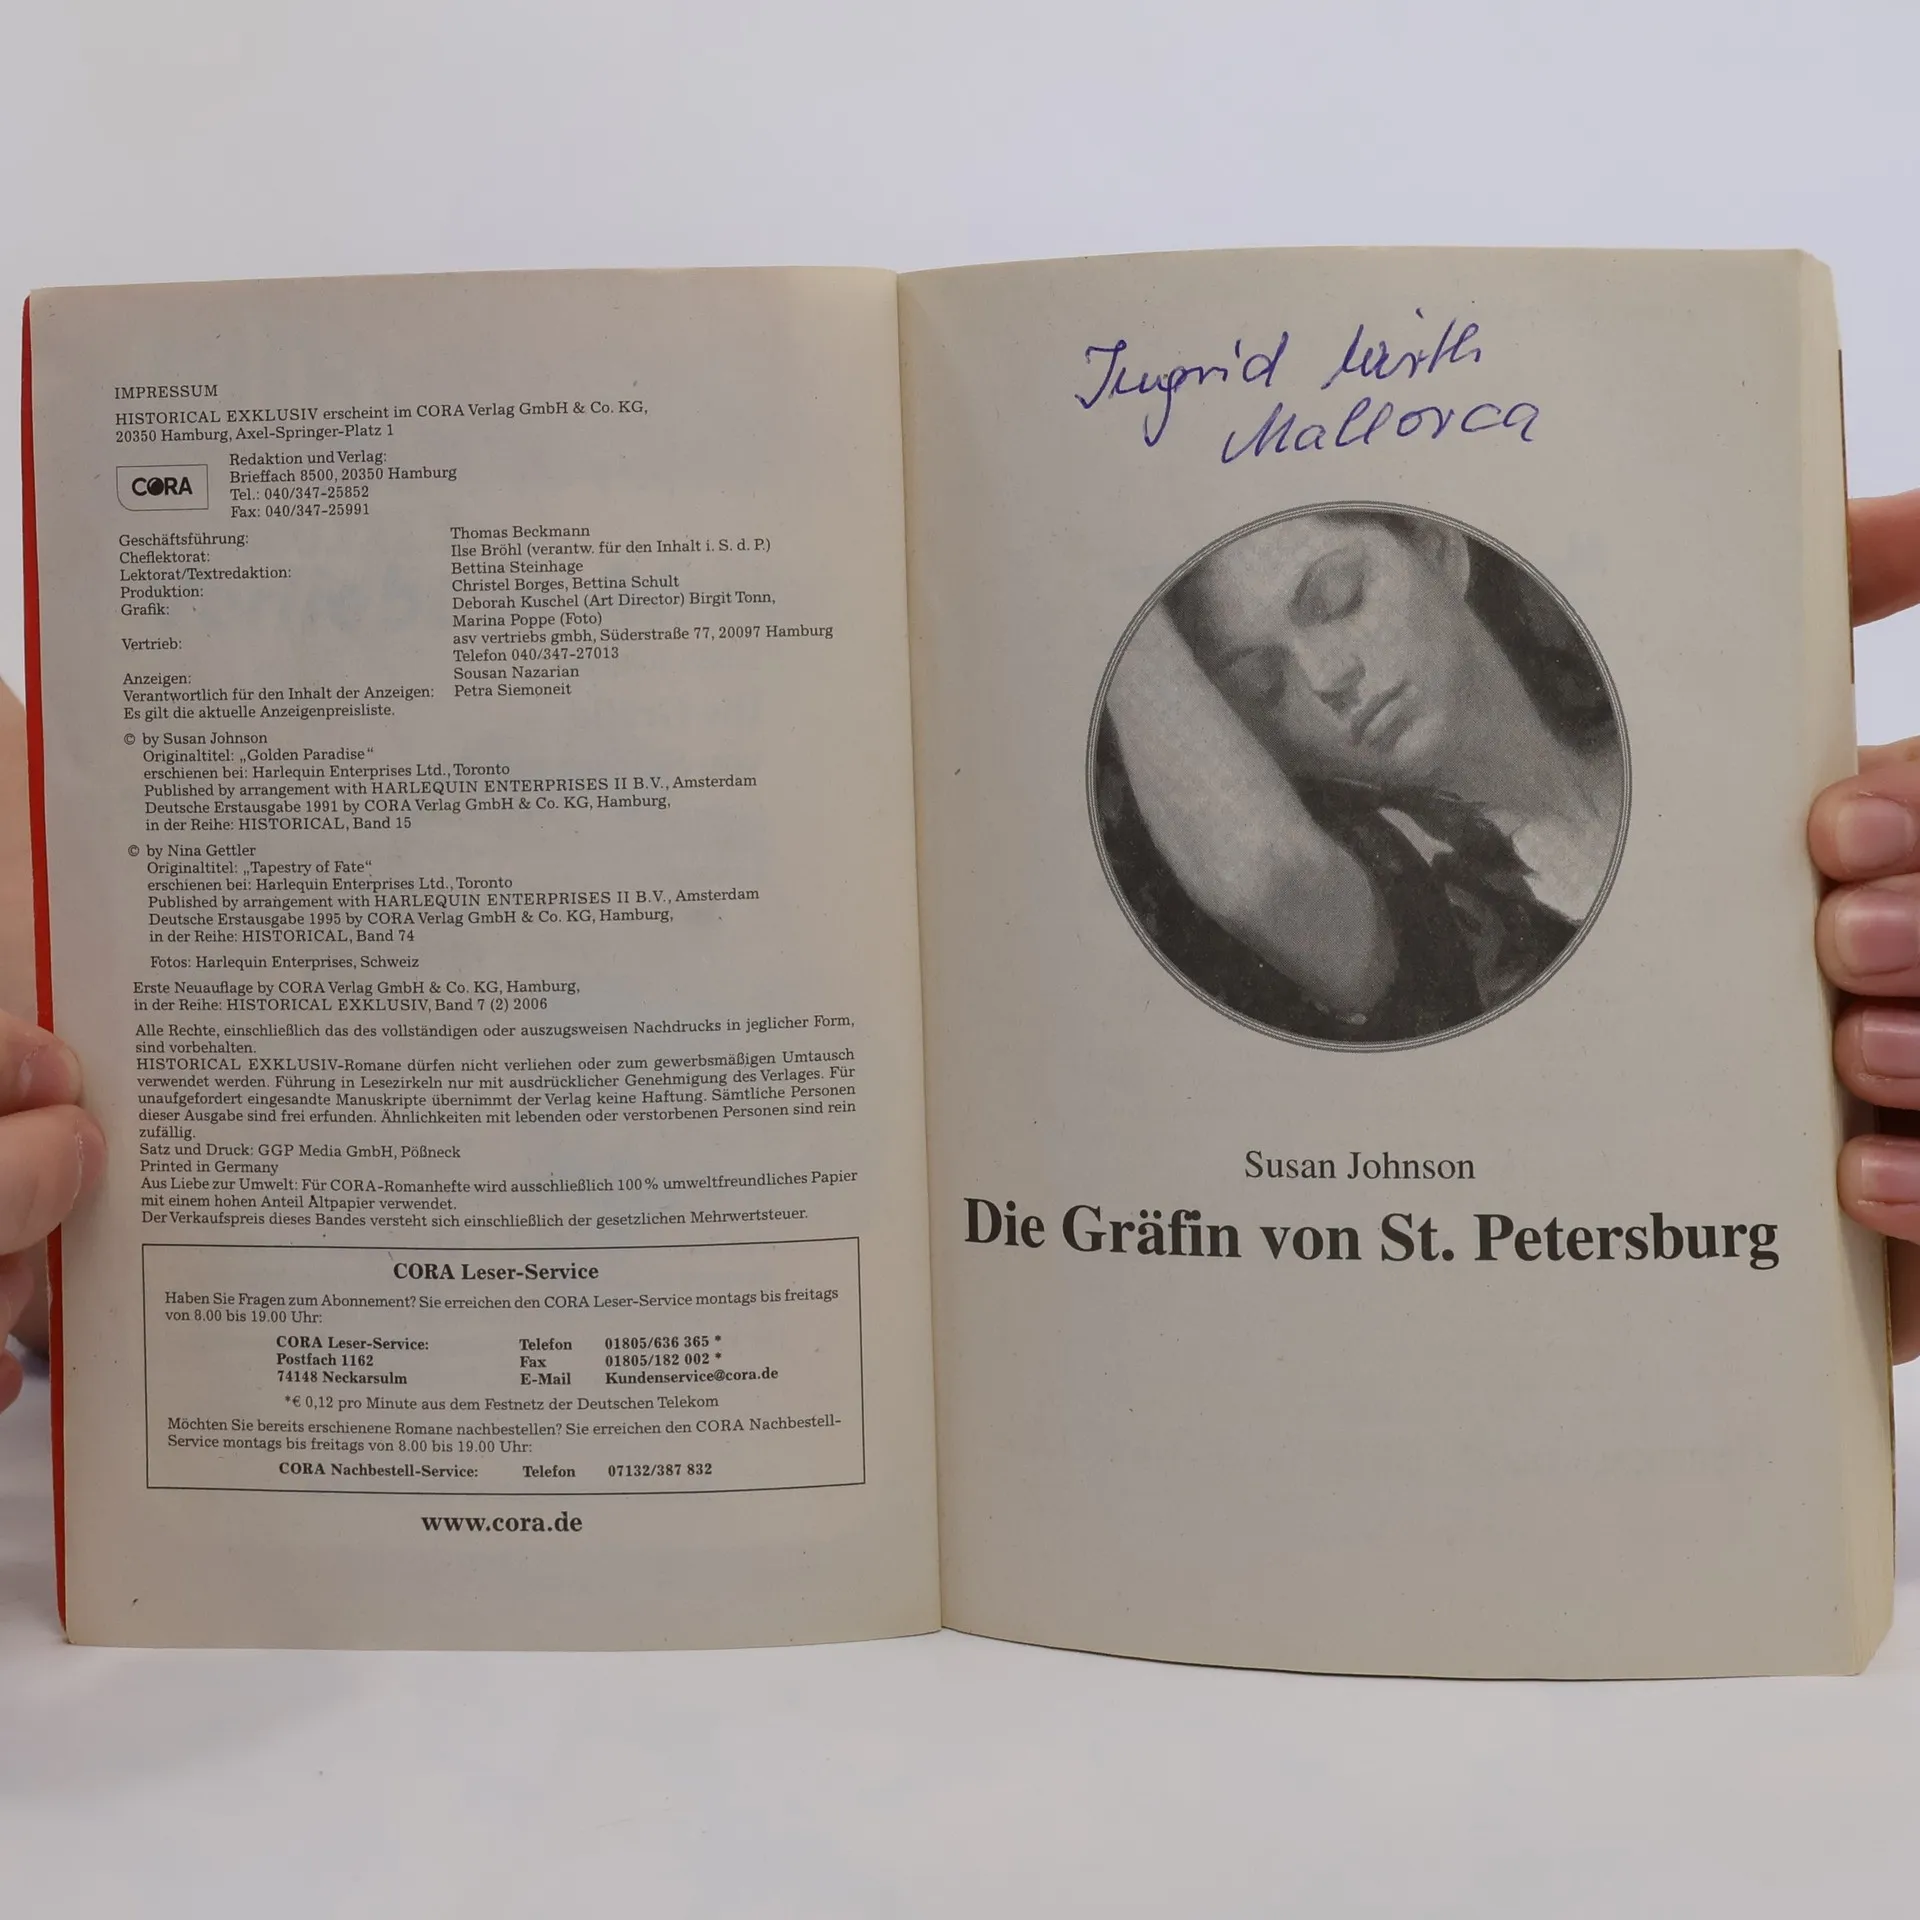 IMPRESSUM
HISTORICAL EXKLUSIV erscheint im CORA Verlag GmbH & Co. KG,
20350 Hamburg, Axel-Springer-Platz 1
CORA
Redaktion und Verlag:
Brieffach 8500, 20350 Hamburg
Tel.: 040/347-25852
Fax: 040/347-25991
Geschäftsführung: Thomas Beckmann
Cheflektorat: Ilse Bröhl (verantw. für den Inhalt i. S. d. P.)
Lektorat/Textredaktion: Bettina Steinhage
Produktion: Christel Borges, Bettina Schult
Grafik: Deborah Kuschel (Art Director) Birgit Tonn,
Marina Poppe (Foto)
Vertrieb: asv vertriebs gmbh, Süderstraße 77, 20097 Hamburg
Telefon 040/347-27013
Anzeigen: Sousan Nazarian
Verantwortlich für den Inhalt der Anzeigen: Petra Siemoneit
Es gilt die aktuelle Anzeigenpreisliste.
© by Susan Johnson
Originaltitel: „Golden Paradise“
erschienen bei: Harlequin Enterprises Ltd., Toronto
Published by arrangement with HARLEQUIN ENTERPRISES II B.V., Amsterdam
Deutsche Erstausgabe 1991 by CORA Verlag GmbH & Co. KG, Hamburg,
in der Reihe: HISTORICAL, Band 15
© by Nina Gettler
Originaltitel: „Tapestry of Fate“
erschienen bei: Harlequin Enterprises Ltd., Toronto
Published by arrangement with HARLEQUIN ENTERPRISES II B.V., Amsterdam
Deutsche Erstausgabe 1995 by CORA Verlag GmbH & Co. KG, Hamburg,
in der Reihe: HISTORICAL, Band 74
Fotos: Harlequin Enterprises, Schweiz
Erste Neuauflage by CORA Verlag GmbH & Co. KG, Hamburg,
in der Reihe: HISTORICAL EXKLUSIV, Band 7 (2) 2006
Alle Rechte, einschließlich das des vollständigen oder auszugsweisen Nachdrucks in jeglicher Form,
sind vorbehalten.
HISTORICAL EXKLUSIV-Romane dürfen nicht verliehen oder zum gewerbsmäßigen Umtausch
verwendet werden. Führung in Lesezirkeln nur mit ausdrücklicher Genehmigung des Verlages. Für
unaufgefordert eingesandte Manuskripte übernimmt der Verlag keine Haftung. Sämtliche Personen
dieser Ausgabe sind frei erfunden. Ähnlichkeiten mit lebenden oder verstorbenen Personen sind rein
zufällig.
Satz und Druck: GGP Media GmbH, Pößneck
Printed in Germany
Aus Liebe zur Umwelt: Für CORA-Romanhefte wird ausschließlich 100 % umweltfreundliches Papier
mit einem hohen Anteil Altpapier verwendet.
Der Verkaufspreis dieses Bandes versteht sich einschließlich der gesetzlichen Mehrwertsteuer.
CORA Leser-Service
Haben Sie Fragen zum Abonnement? Sie erreichen den CORA Leser-Service montags bis freitags
von 8.00 bis 19.00 Uhr:
CORA Leser-Service: Telefon 01805/636 365 *
Postfach 1162 Fax 01805/182 002 *
74148 Neckarsulm E-Mail Kundenservice@cora.de
*€ 0,12 pro Minute aus dem Festnetz der Deutschen Telekom
Möchten Sie bereits erschienene Romane nachbestellen? Sie erreichen den CORA Nachbestell-
Service montags bis freitags von 8.00 bis 19.00 Uhr:
CORA Nachbestell-Service: Telefon 07132/387 832
www.cora.de
Ingrid Wirth
Mallorca
Susan Johnson
Die Gräfin von St. Petersburg